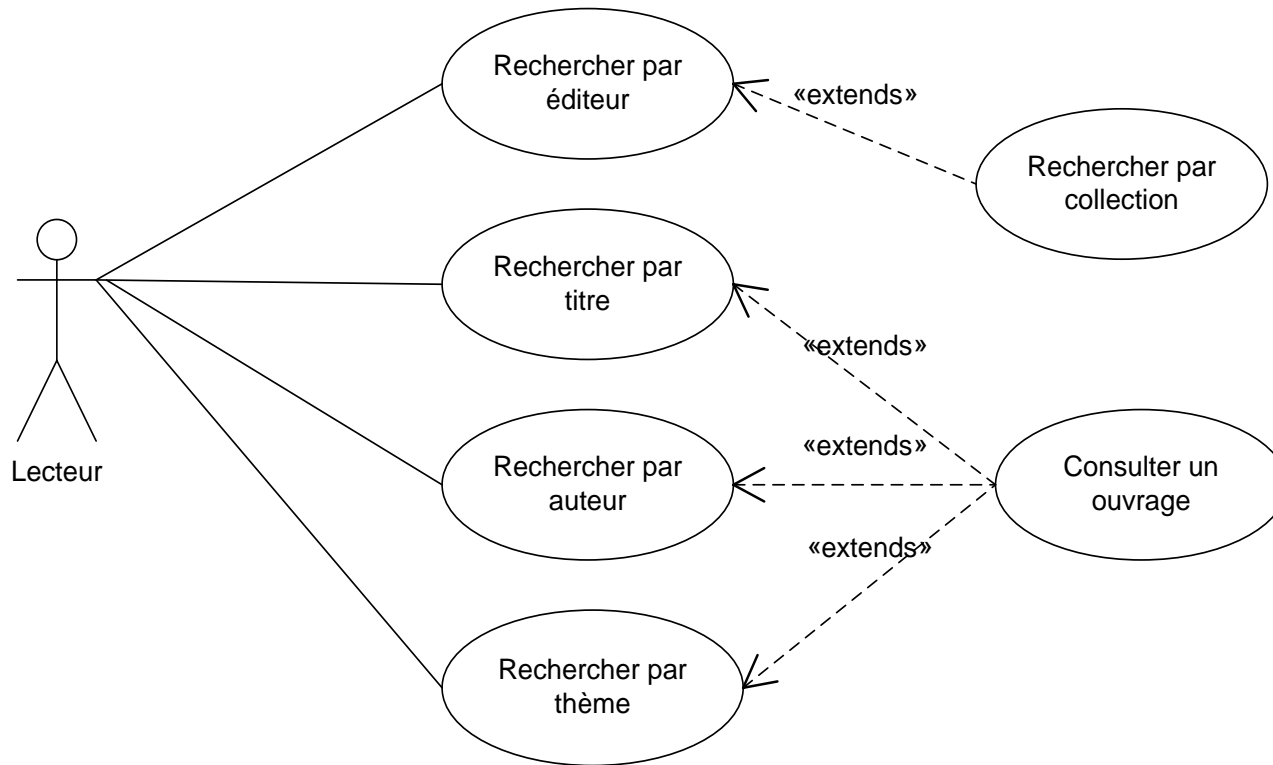 Rechercher par
éditeur
«extends»
Rechercher par
collection
Rechercher par
titre
«extends»
Lecteur
Rechercher par
auteur
«extends»
Consulter un
ouvrage
«extends»
Rechercher par
thème